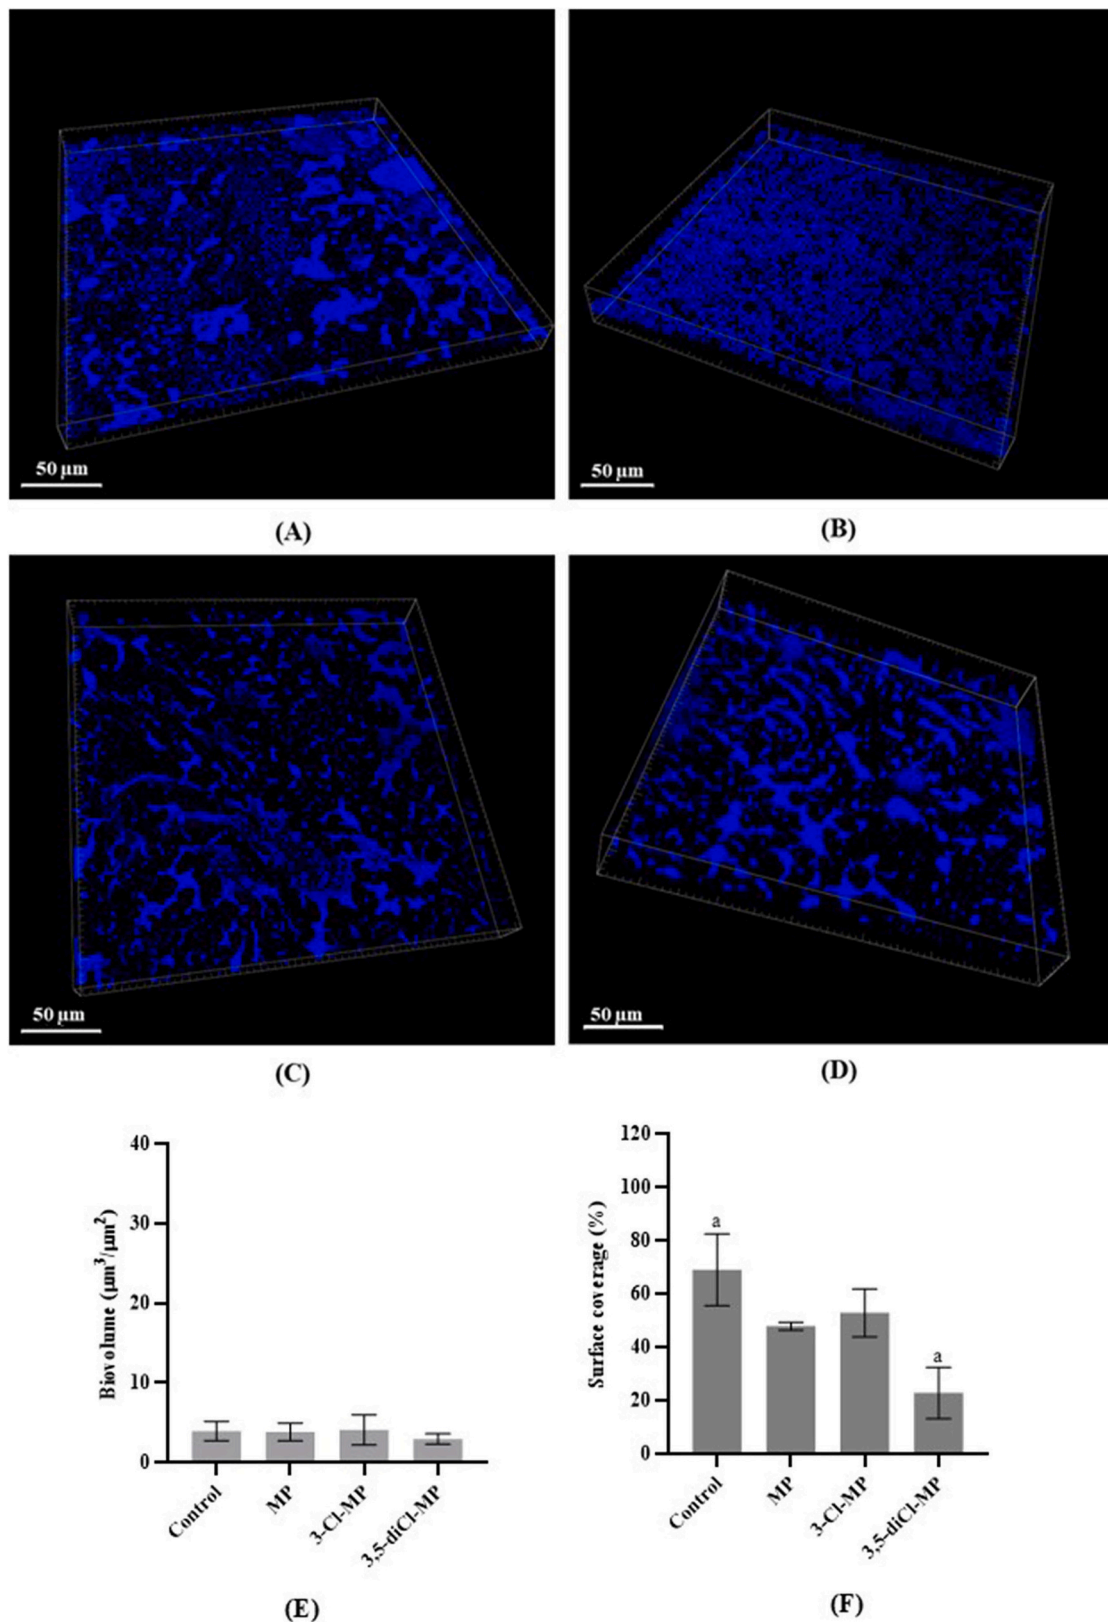 50 µm
50 µm
(A)
(B)
50 µm
50 µm
(C)
(D)
Biovolume (µm³/µm²)
40
30
20
10
0
Control
MP
3-Cl-MP
3,5-diCl-MP
(E)
Surface coverage (%)
120
100
80
60
40
20
0
a
a
Control
MP
3-Cl-MP
3,5-diCl-MP
(F)